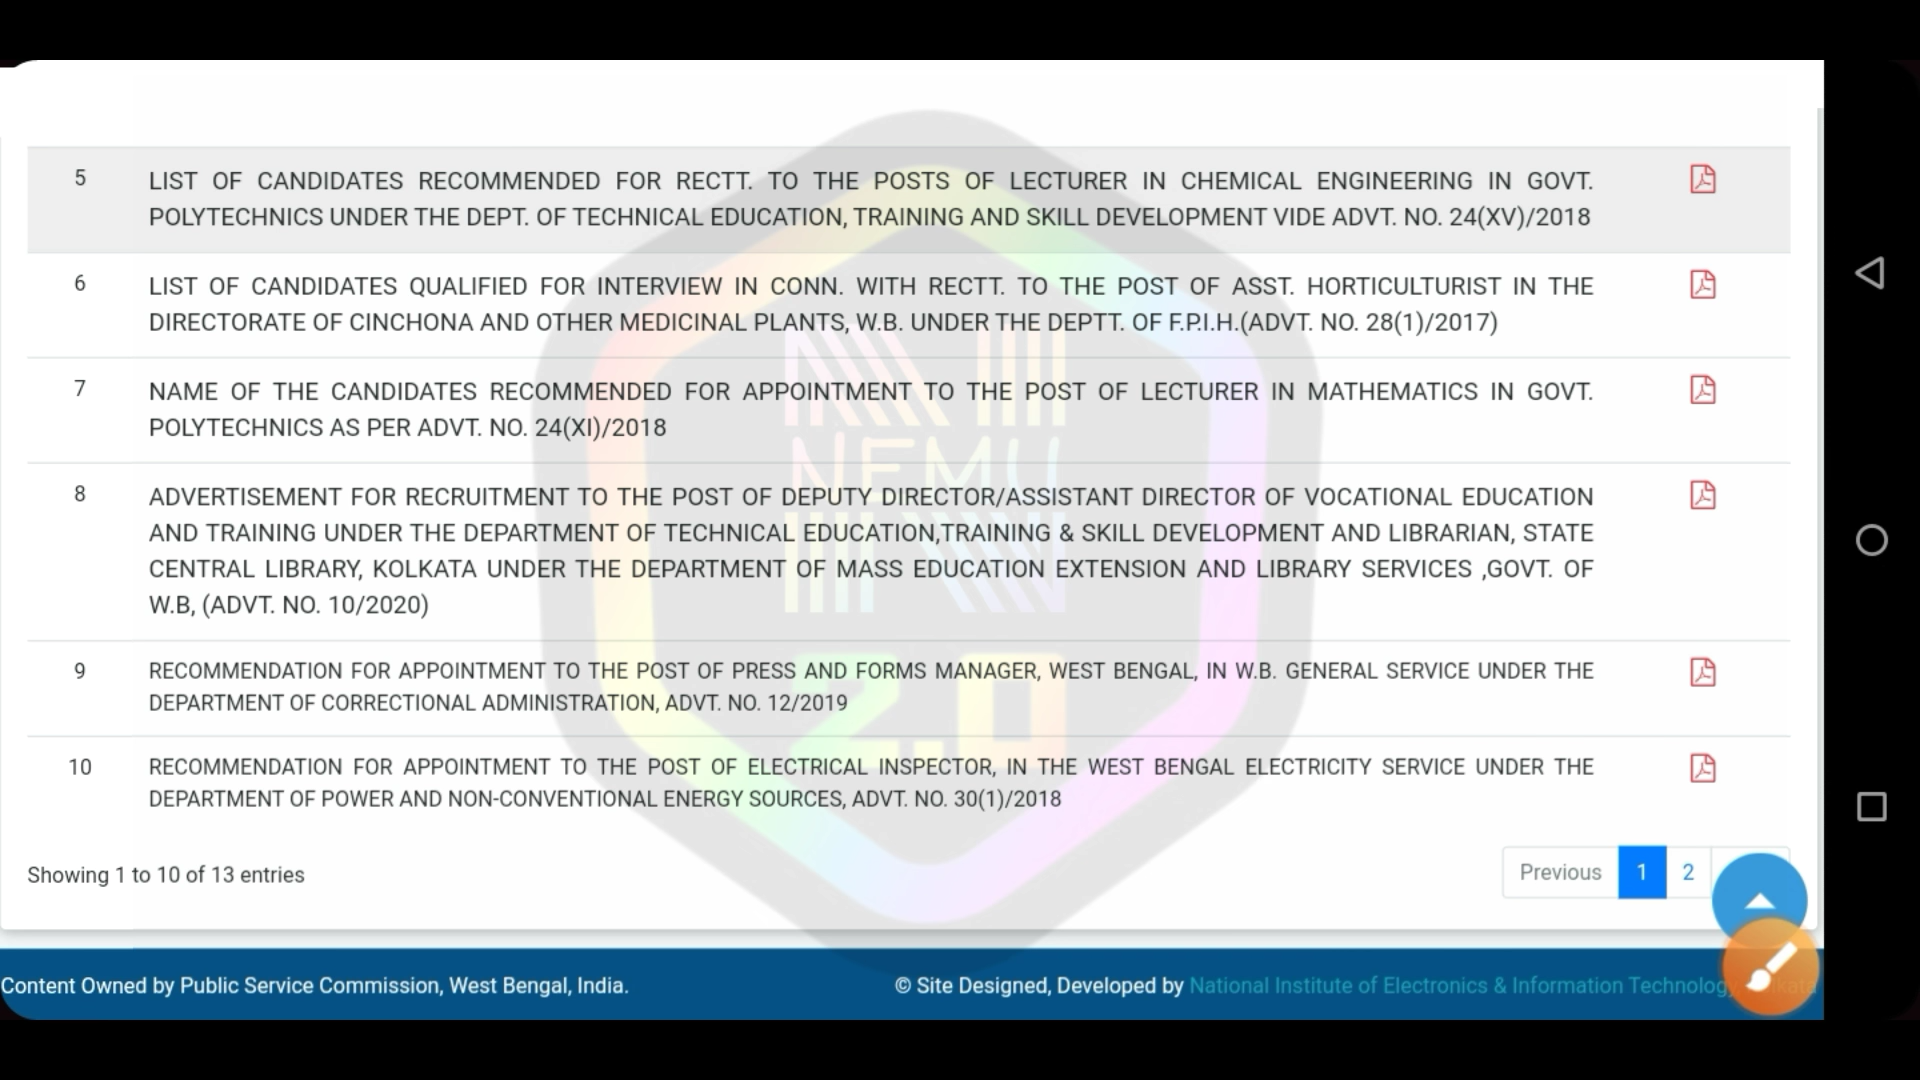 5
LIST OF CANDIDATES RECOMMENDED FOR RECTT. TO THE POSTS OF LECTURER IN CHEMICAL ENGINEERING IN GOVT.
POLYTECHNICS UNDER THE DEPT. OF TECHNICAL EDUCATION, TRAINING AND SKILL DEVELOPMENT VIDE ADVT. NO. 24(XV)/2018
6
LIST OF CANDIDATES QUALIFIED FOR INTERVIEW IN CONN. WITH RECTT. TO THE POST OF ASST. HORTICULTURIST IN THE
DIRECTORATE OF CINCHONA AND OTHER MEDICINAL PLANTS, W.B. UNDER THE DEPTT. OF F.P.I.H.(ADVT. NO. 28(1)/2017)
7
NAME OF THE CANDIDATES RECOMMENDED FOR APPOINTMENT TO THE POST OF LECTURER IN MATHEMATICS IN GOVT.
POLYTECHNICS AS PER ADVT. NO. 24(XI)/2018
8
ADVERTISEMENT FOR RECRUITMENT TO THE POST OF DEPUTY DIRECTOR/ASSISTANT DIRECTOR OF VOCATIONAL EDUCATION
AND TRAINING UNDER THE DEPARTMENT OF TECHNICAL EDUCATION,TRAINING & SKILL DEVELOPMENT AND LIBRARIAN, STATE
CENTRAL LIBRARY, KOLKATA UNDER THE DEPARTMENT OF MASS EDUCATION EXTENSION AND LIBRARY SERVICES ,GOVT. OF
W.B, (ADVT. NO. 10/2020)
9
RECOMMENDATION FOR APPOINTMENT TO THE POST OF PRESS AND FORMS MANAGER, WEST BENGAL, IN W.B. GENERAL SERVICE UNDER THE
DEPARTMENT OF CORRECTIONAL ADMINISTRATION, ADVT. NO. 12/2019
10
RECOMMENDATION FOR APPOINTMENT TO THE POST OF ELECTRICAL INSPECTOR, IN THE WEST BENGAL ELECTRICITY SERVICE UNDER THE
DEPARTMENT OF POWER AND NON-CONVENTIONAL ENERGY SOURCES, ADVT. NO. 30(1)/2018
NEMU
2.0
Showing 1 to 10 of 13 entries
Previous 1 2
Content Owned by Public Service Commission, West Bengal, India.
© Site Designed, Developed by National Institute of Electronics & Information Technology